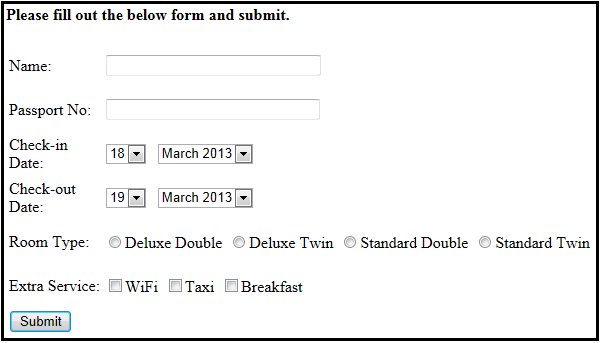 Please fill out the below form and submit.
Name:
Passport No:
Check-in
Date:
18 March 2013
Check-out
Date:
19 March 2013
Room Type: Deluxe Double Deluxe Twin Standard Double Standard Twin
Extra Service: WiFi Taxi Breakfast
Submit